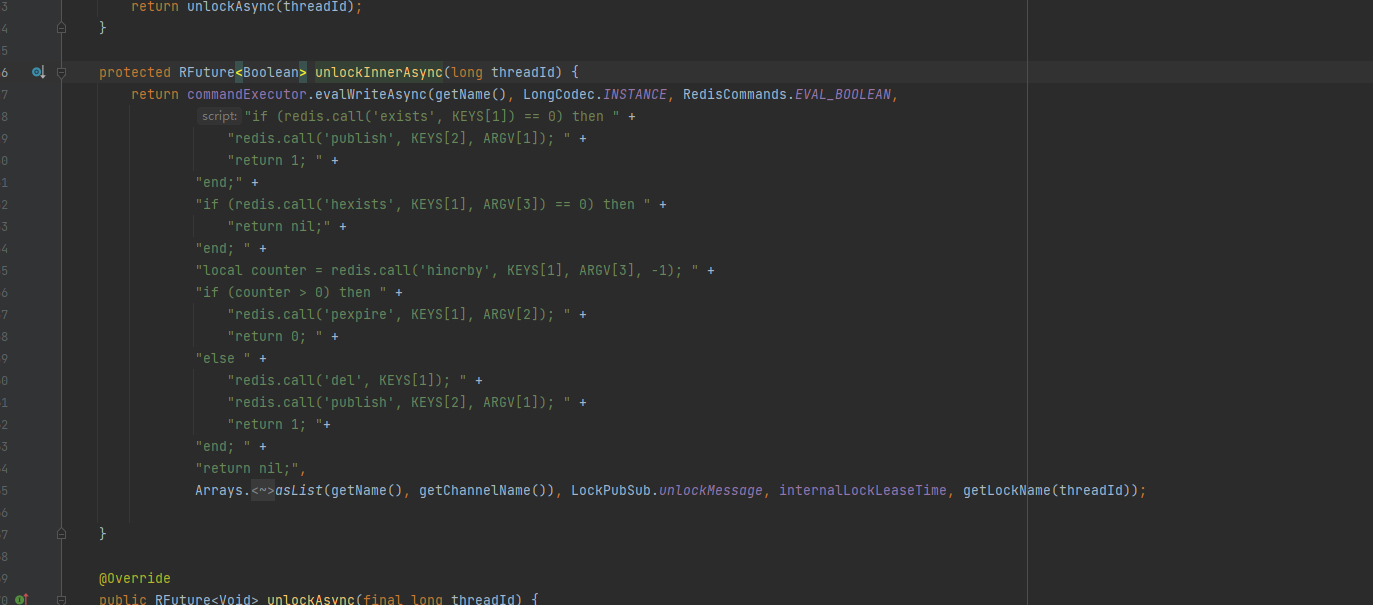 3 return unlockAsync(threadId);
4 }
5
6 protected RFuture<Boolean> unlockInnerAsync(long threadId) {
7 return commandExecutor.evalWriteAsync(getName(), LongCodec.INSTANCE, RedisCommands.EVAL_BOOLEAN,
8 script: "if (redis.call('exists', KEYS[1]) == 0) then " +
9 "redis.call('publish', KEYS[2], ARGV[1]); " +
0 "return 1; " +
1 "end;" +
2 "if (redis.call('hexists', KEYS[1], ARGV[3]) == 0) then " +
3 "return nil;" +
4 "end; " +
5 "local counter = redis.call('hincrby', KEYS[1], ARGV[3], -1); " +
6 "if (counter > 0) then " +
7 "redis.call('pexpire', KEYS[1], ARGV[2]); " +
8 "return 0; " +
9 "else " +
0 "redis.call('del', KEYS[1]); " +
1 "redis.call('publish', KEYS[2], ARGV[1]); " +
2 "return 1; "+
3 "end; " +
4 "return nil;",
5 Arrays.<~>asList(getName(), getChannelName()), LockPubSub.unlockMessage, internalLockLeaseTime, getLockName(threadId));
6
7 }
8
9 @Override
0 public RFuture<Void> unlockAsync(final long threadId) {